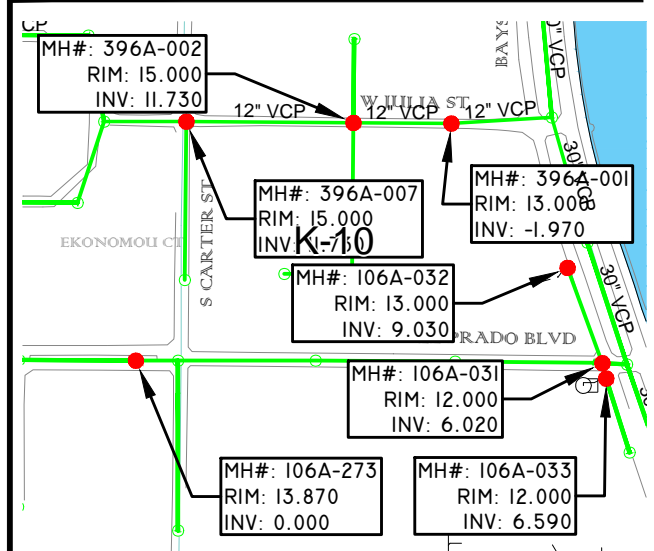 CP
MH#: 396A-002
RIM: 15.000
INV: 11.730
BAYS
30" VCP
W JULIA ST
12" VCP
12" VCP
12" VCP
MH#: 396A-007
RIM: 15.000
INV:
K-10
MH#: 396A-001
RIM: 13.000
INV: -1.970
EKONOMOU CT
S CARTER ST
30" VCP
MH#: 106A-032
RIM: 13.000
INV: 9.030
PRADO BLVD
MH#: 106A-031
RIM: 12.000
INV: 6.020
MH#: 106A-273
RIM: 13.870
INV: 0.000
MH#: 106A-033
RIM: 12.000
INV: 6.590